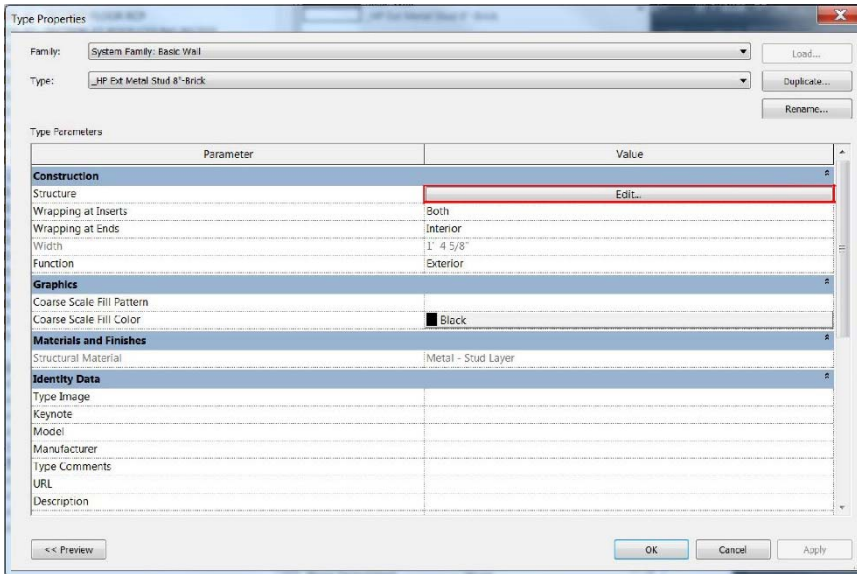 Type Properties
Family: System Family: Basic Wall Load...
Type: _HP Ext Metal Stud 8"-Brick Duplicate...
Rename...
Type Parameters
Parameter Value
Construction
Structure Edit...
Wrapping at Inserts Both
Wrapping at Ends Interior
Width 1' 4 5/8"
Function Exterior
Graphics
Coarse Scale Fill Pattern
Coarse Scale Fill Color Black
Materials and Finishes
Structural Material Metal - Stud Layer
Identity Data
Type Image
Keynote
Model
Manufacturer
Type Comments
URL
Description
<< Preview OK Cancel Apply